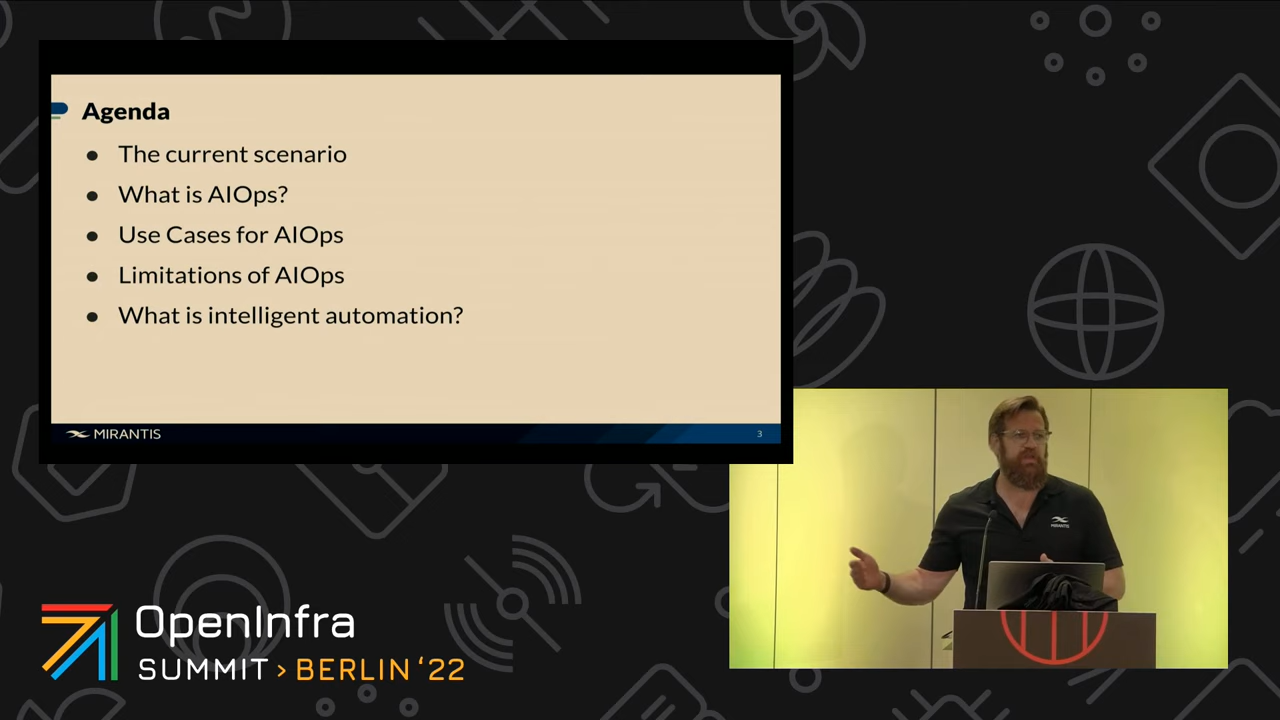 Agenda
The current scenario
What is AIOps?
Use Cases for AIOps
Limitations of AIOps
What is intelligent automation?
MIRANTIS
3
MIRANTIS
OpenInfra
SUMMIT > BERLIN '22